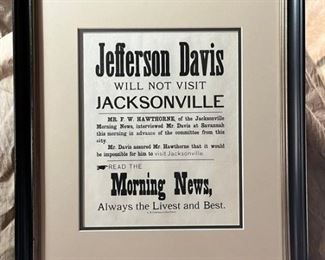 Jefferson Davis
WILL NOT VISIT
JACKSONVILLE
MR. F. W. HAWTHORNE, of the Jacksonville
Morning News, interviewed Mr. Davis at Savannah
this morning in advance of the committee from this
city.
Mr. Davis assured Mr. Hawthorne that it would
be impossible for him to visit Jacksonville.
READ THE
Morning News,
Always the Livest and Best.